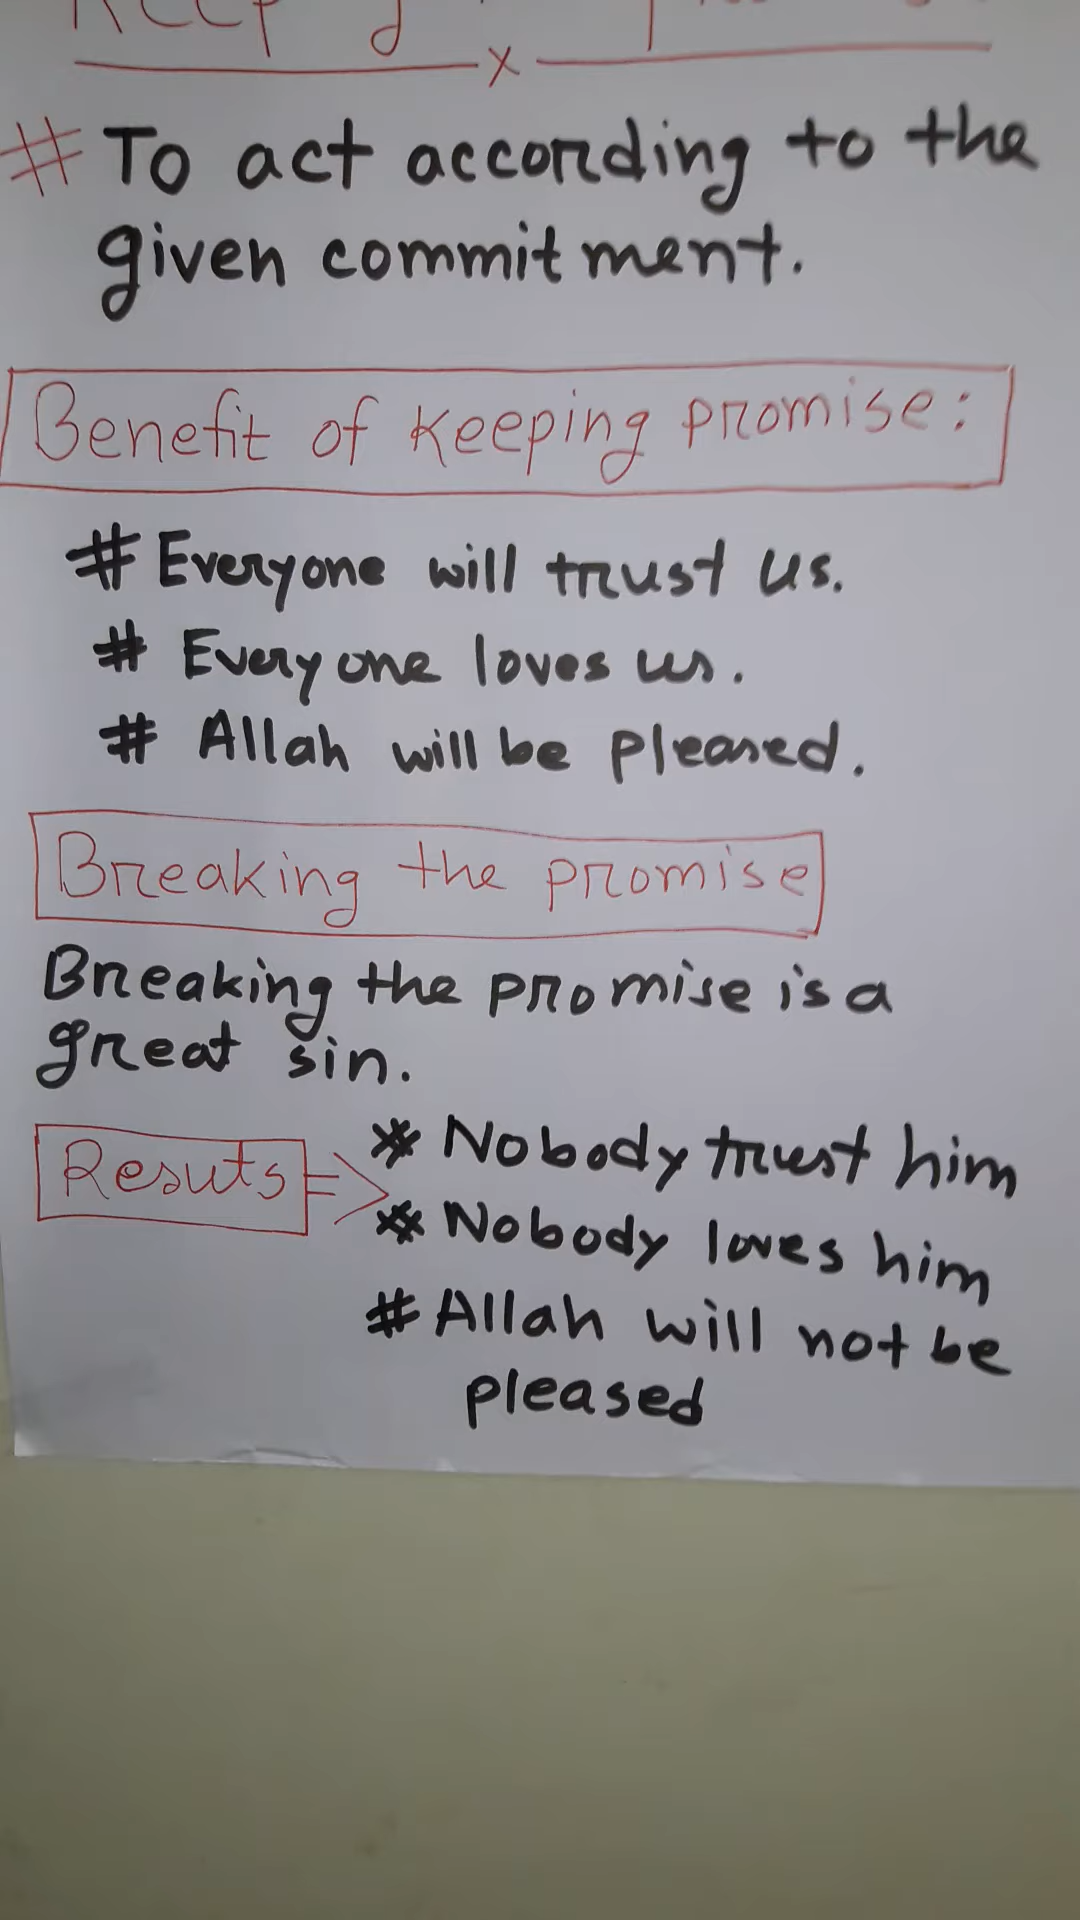 Keeping
x
# To act according to the
given commitment.
Benefit of Keeping promise:
# Everyone will trust us.
# Everyone loves us.
# Allah will be pleased.
Breaking the promise
Breaking the promise is a
great sin.
Resuts => # Nobody trust him
# Nobody loves him
# Allah will not be
pleased